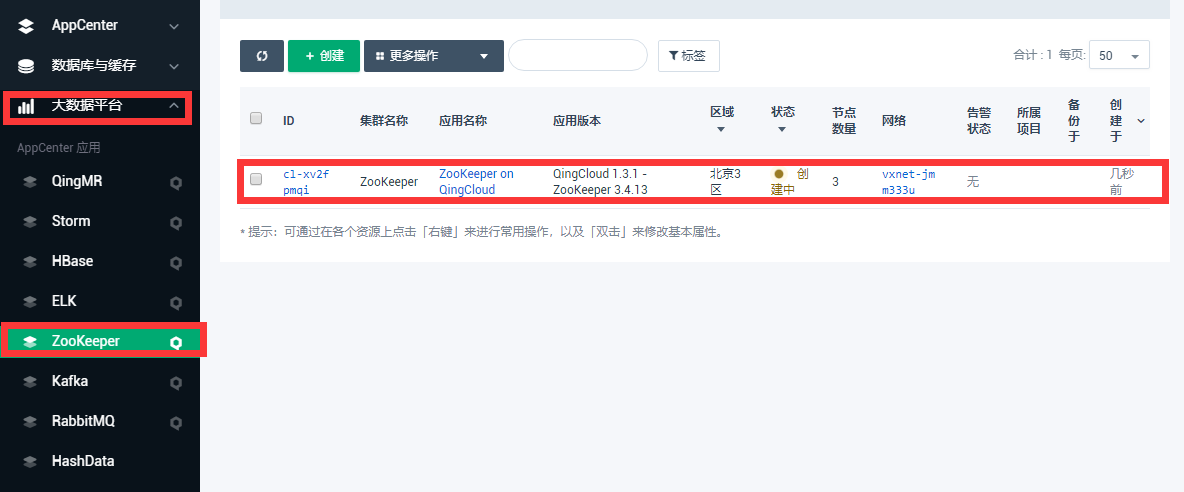 AppCenter
数据库与缓存
大数据平台
AppCenter 应用
QingMR
Storm
HBase
ELK
ZooKeeper
Kafka
RabbitMQ
HashData
+ 创建
更多操作
标签
合计 : 1 每页: 50
ID 集群名称 应用名称 应用版本 区域 状态 节点 网络 告警 所属 备 创
数量 状态 项目 份 建
于 于
cl-xv2f ZooKeeper ZooKeeper on QingCloud 1.3.1 - 北京3 创 3 vxnet-jm 无 几秒
pmqi QingCloud ZooKeeper 3.4.13 区 建中 m333u 前
* 提示：可通过在各个资源上点击「右键」来进行常用操作，以及「双击」来修改基本属性。